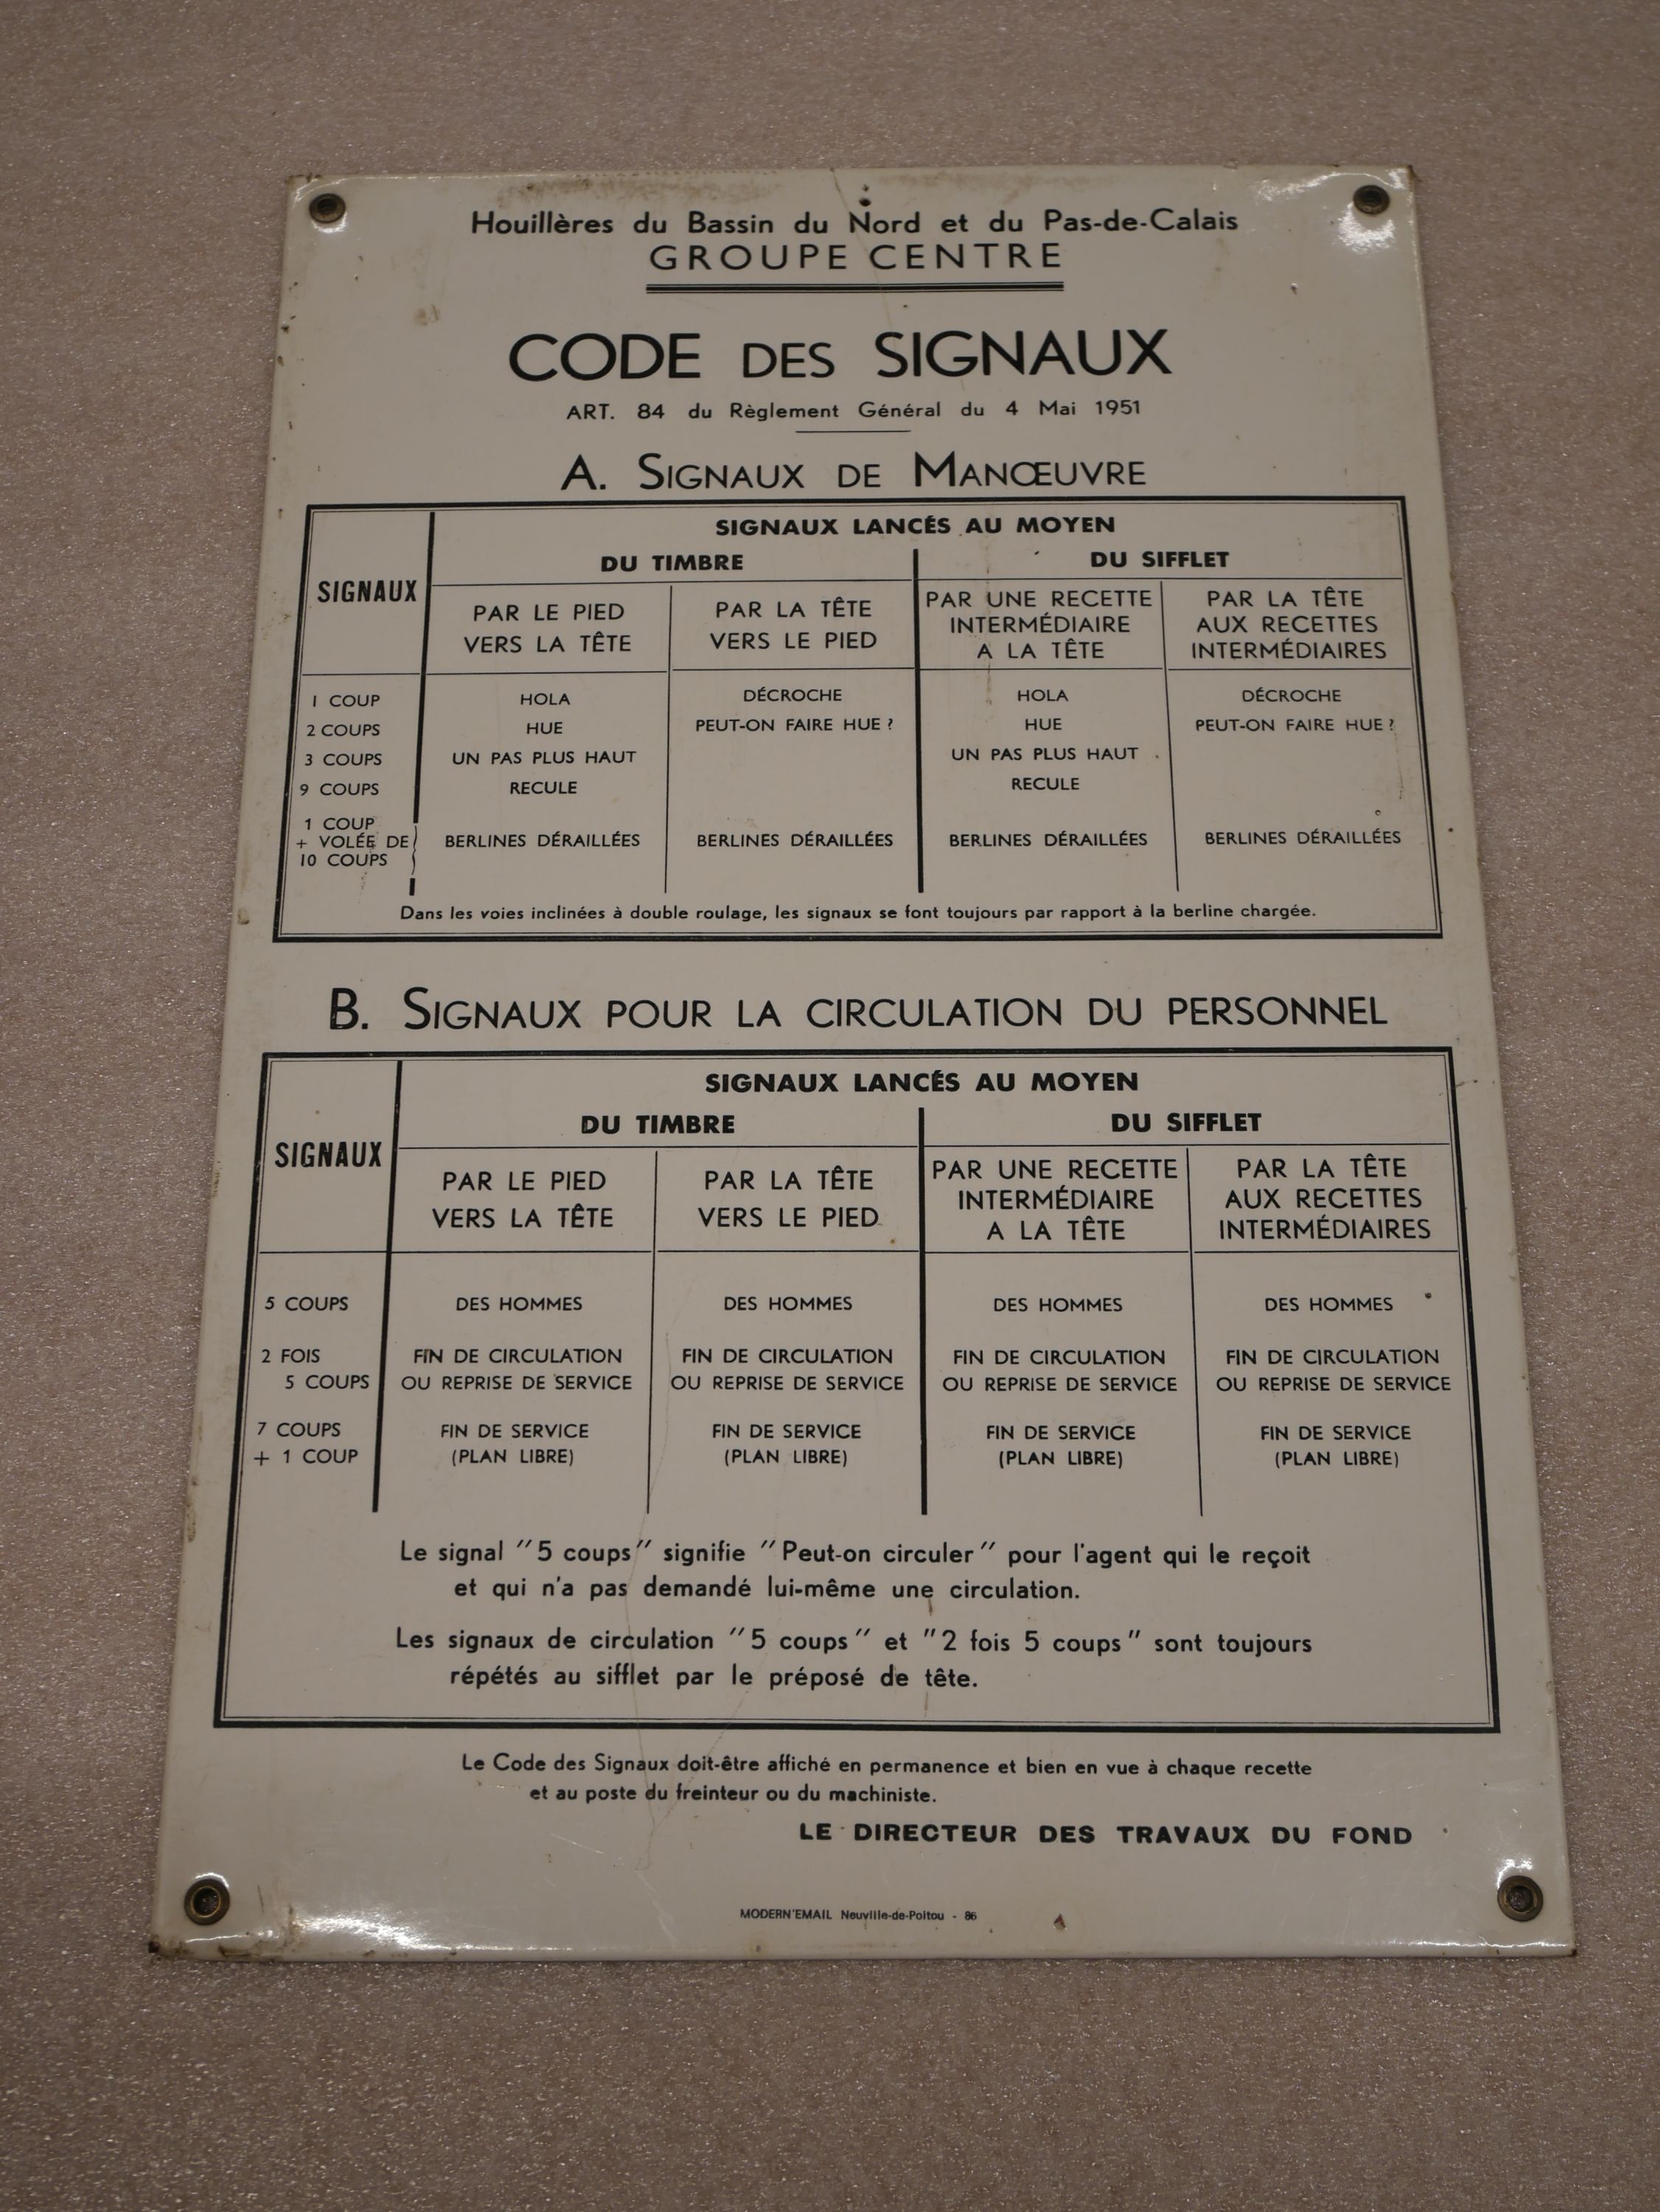 Houillères du Bassin du Nord et du Pas-de-Calais
GROUPE CENTRE
CODE DES SIGNAUX
ART. 84 du Règlement Général du 4 Mai 1951
A. SIGNAUX DE MANŒUVRE
SIGNAUX LANCÉS AU MOYEN
DU TIMBRE DU SIFFLET
SIGNAUX
PAR LE PIED VERS LA TÊTE
PAR LA TÊTE VERS LE PIED
PAR UNE RECETTE INTERMÉDIAIRE A LA TÊTE
PAR LA TÊTE AUX RECETTES INTERMÉDIAIRES
1 COUP HOLA DÉCROCHE HOLA DÉCROCHE
2 COUPS HUE PEUT-ON FAIRE HUE ? HUE PEUT-ON FAIRE HUE ?
3 COUPS UN PAS PLUS HAUT UN PAS PLUS HAUT
9 COUPS RECULE RECULE
1 COUP
+ VOLÉE DE BERLINES DÉRAILLÉES BERLINES DÉRAILLÉES BERLINES DÉRAILLÉES BERLINES DÉRAILLÉES
10 COUPS
Dans les voies inclinées à double roulage, les signaux se font toujours par rapport à la berline chargée.
B. SIGNAUX POUR LA CIRCULATION DU PERSONNEL
SIGNAUX LANCÉS AU MOYEN
DU TIMBRE DU SIFFLET
SIGNAUX
PAR LE PIED VERS LA TÊTE
PAR LA TÊTE VERS LE PIED
PAR UNE RECETTE INTERMÉDIAIRE A LA TÊTE
PAR LA TÊTE AUX RECETTES INTERMÉDIAIRES
5 COUPS DES HOMMES DES HOMMES DES HOMMES DES HOMMES
2 FOIS FIN DE CIRCULATION FIN DE CIRCULATION FIN DE CIRCULATION FIN DE CIRCULATION
5 COUPS OU REPRISE DE SERVICE OU REPRISE DE SERVICE OU REPRISE DE SERVICE OU REPRISE DE SERVICE
7 COUPS FIN DE SERVICE FIN DE SERVICE FIN DE SERVICE FIN DE SERVICE
+ 1 COUP (PLAN LIBRE) (PLAN LIBRE) (PLAN LIBRE) (PLAN LIBRE)
Le signal "5 coups" signifie "Peut-on circuler" pour l'agent qui le reçoit
et qui n'a pas demandé lui-même une circulation.
Les signaux de circulation "5 coups" et "2 fois 5 coups" sont toujours
répétés au sifflet par le préposé de tête.
Le Code des Signaux doit-être affiché en permanence et bien en vue à chaque recette
et au poste du freinteur ou du machiniste.
LE DIRECTEUR DES TRAVAUX DU FOND
MODERN'EMAIL Neuville-de-Poitou - 86